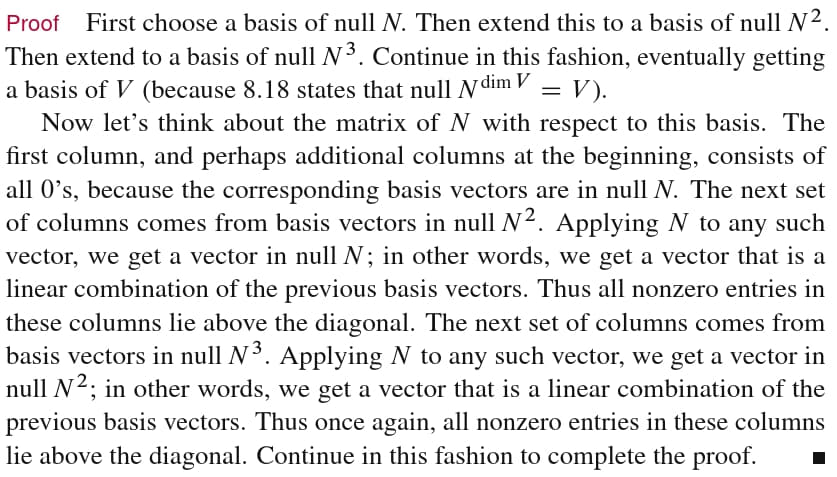 Proof First choose a basis of null N. Then extend this to a basis of null N².
Then extend to a basis of null N³. Continue in this fashion, eventually getting
a basis of V (because 8.18 states that null N^dim V = V).
Now let’s think about the matrix of N with respect to this basis. The
first column, and perhaps additional columns at the beginning, consists of
all 0’s, because the corresponding basis vectors are in null N. The next set
of columns comes from basis vectors in null N². Applying N to any such
vector, we get a vector in null N; in other words, we get a vector that is a
linear combination of the previous basis vectors. Thus all nonzero entries in
these columns lie above the diagonal. The next set of columns comes from
basis vectors in null N³. Applying N to any such vector, we get a vector in
null N²; in other words, we get a vector that is a linear combination of the
previous basis vectors. Thus once again, all nonzero entries in these columns
lie above the diagonal. Continue in this fashion to complete the proof. ■